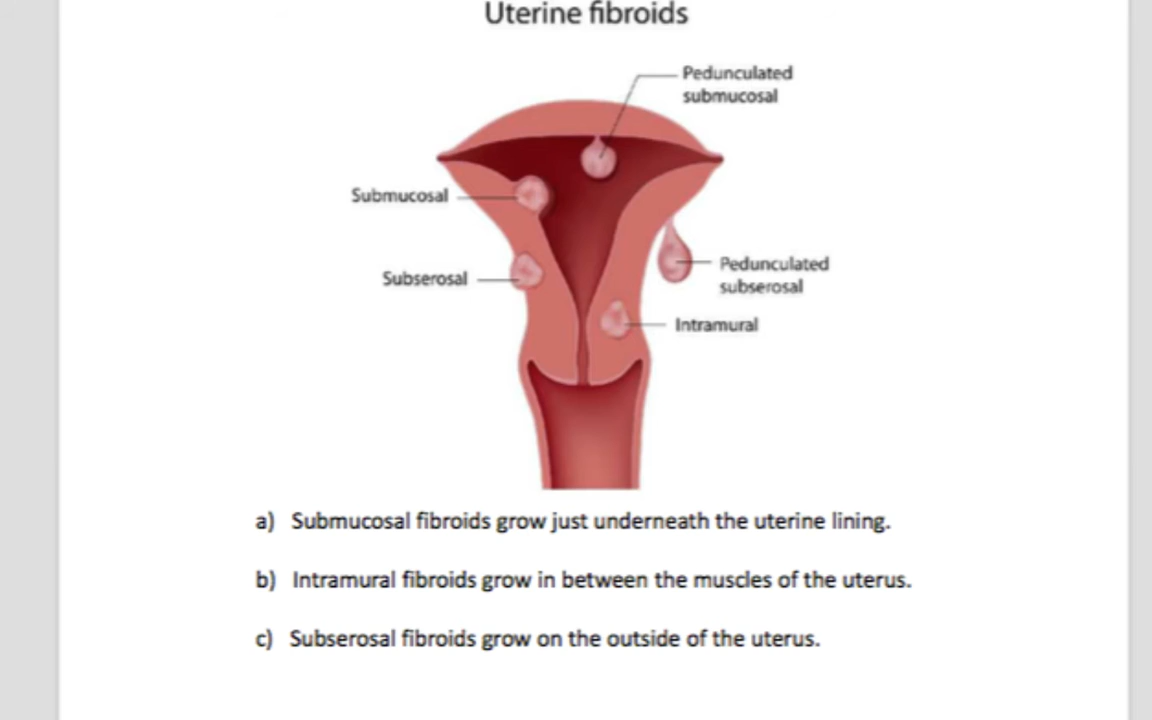 Uterine fibroids
Pedunculated
submucosal
Submucosal
Subserosal
Pedunculated
subserosal
Intramural
a) Submucosal fibroids grow just underneath the uterine lining.
b) Intramural fibroids grow in between the muscles of the uterus.
c) Subserosal fibroids grow on the outside of the uterus.